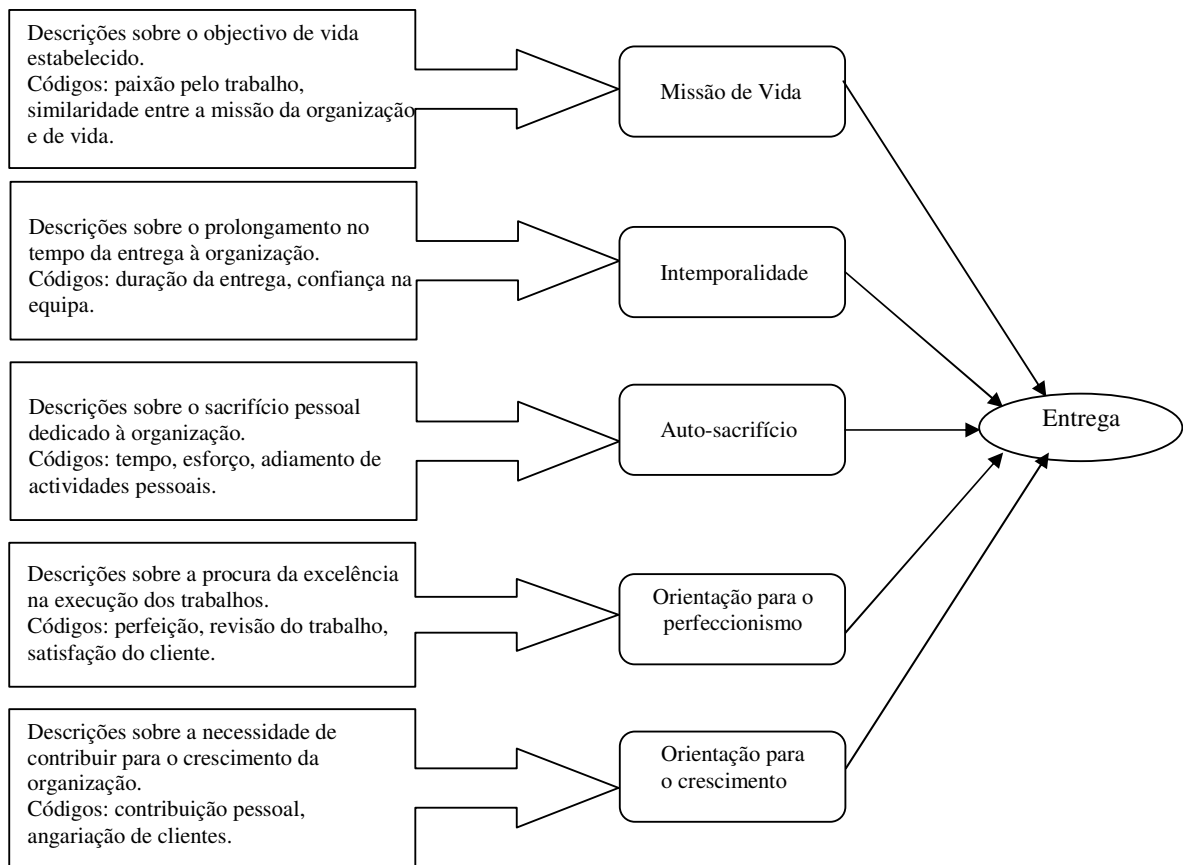 Descrições sobre o objectivo de vida
estabelecido.
Códigos: paixão pelo trabalho,
similaridade entre a missão da organização
e de vida.
Missão de Vida
Descrições sobre o prolongamento no
tempo da entrega à organização.
Códigos: duração da entrega, confiança na
equipa.
Intemporalidade
Descrições sobre o sacrifício pessoal
dedicado à organização.
Códigos: tempo, esforço, adiamento de
actividades pessoais.
Auto-sacrifício
Descrições sobre a procura da excelência
na execução dos trabalhos.
Códigos: perfeição, revisão do trabalho,
satisfação do cliente.
Orientação para o
perfeccionismo
Descrições sobre a necessidade de
contribuir para o crescimento da
organização.
Códigos: contribuição pessoal,
angariação de clientes.
Orientação para
o crescimento
Entrega